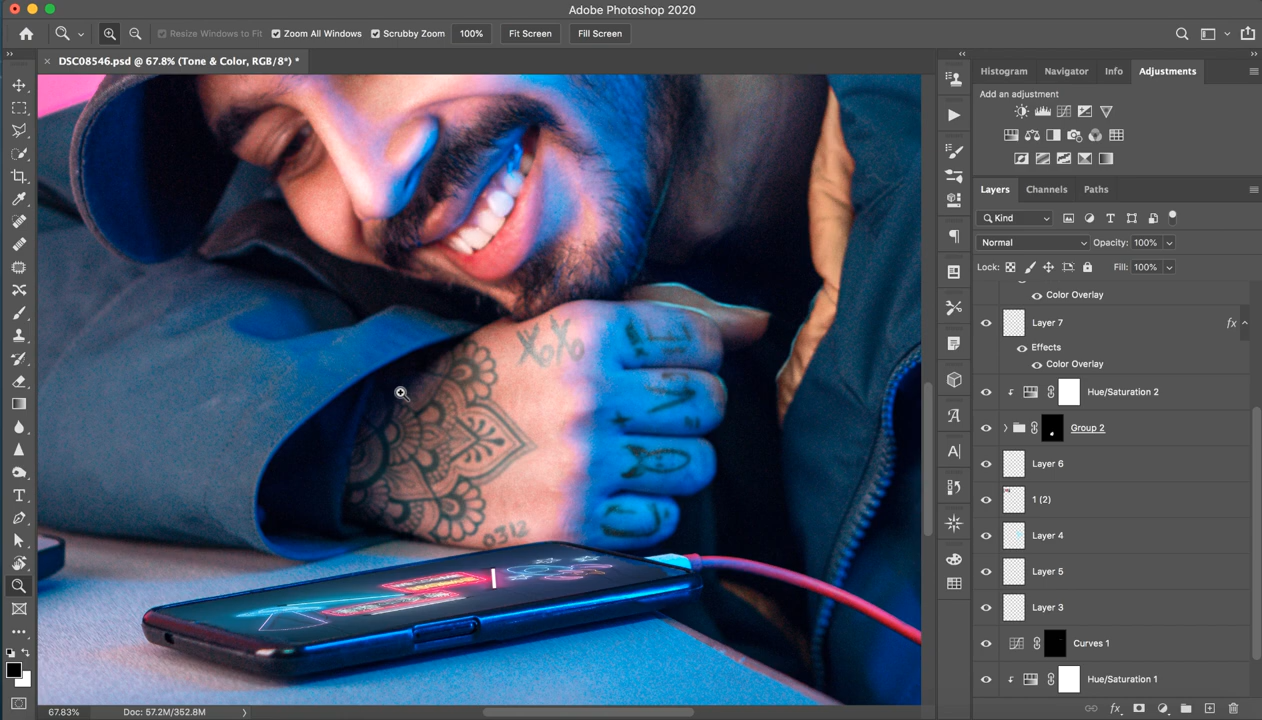 Adobe Photoshop 2020
Resize Windows to Fit Zoom All Windows Scrubby Zoom 100% Fit Screen Fill Screen
DSC08546.psd @ 67.8% (Tone & Color, RGB/8*) *
Histogram Navigator Info Adjustments
Add an adjustment
Layers Channels Paths
Kind
Normal Opacity: 100%
Lock: Fill: 100%
Color Overlay
Layer 7 fx
Effects
Color Overlay
Hue/Saturation 2
Group 2
Layer 6
1 (2)
Layer 4
Layer 5
Layer 3
Curves 1
Hue/Saturation 1
XoXo
0312
67.83% Doc: 57.2M/352.8M
fx